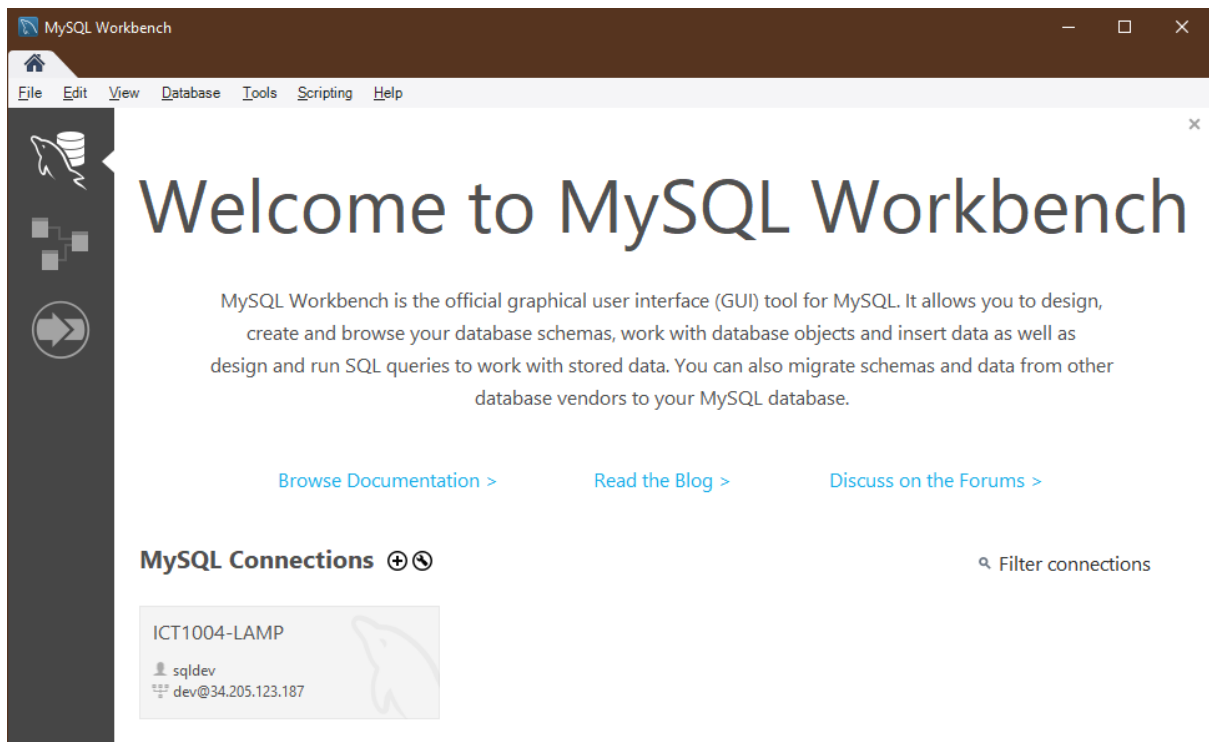 MySQL Workbench
File Edit View Database Tools Scripting Help
Welcome to MySQL Workbench
MySQL Workbench is the official graphical user interface (GUI) tool for MySQL. It allows you to design,
create and browse your database schemas, work with database objects and insert data as well as
design and run SQL queries to work with stored data. You can also migrate schemas and data from other
database vendors to your MySQL database.
Browse Documentation > Read the Blog > Discuss on the Forums >
MySQL Connections Filter connections
ICT1004-LAMP
sqldev
dev@34.205.123.187